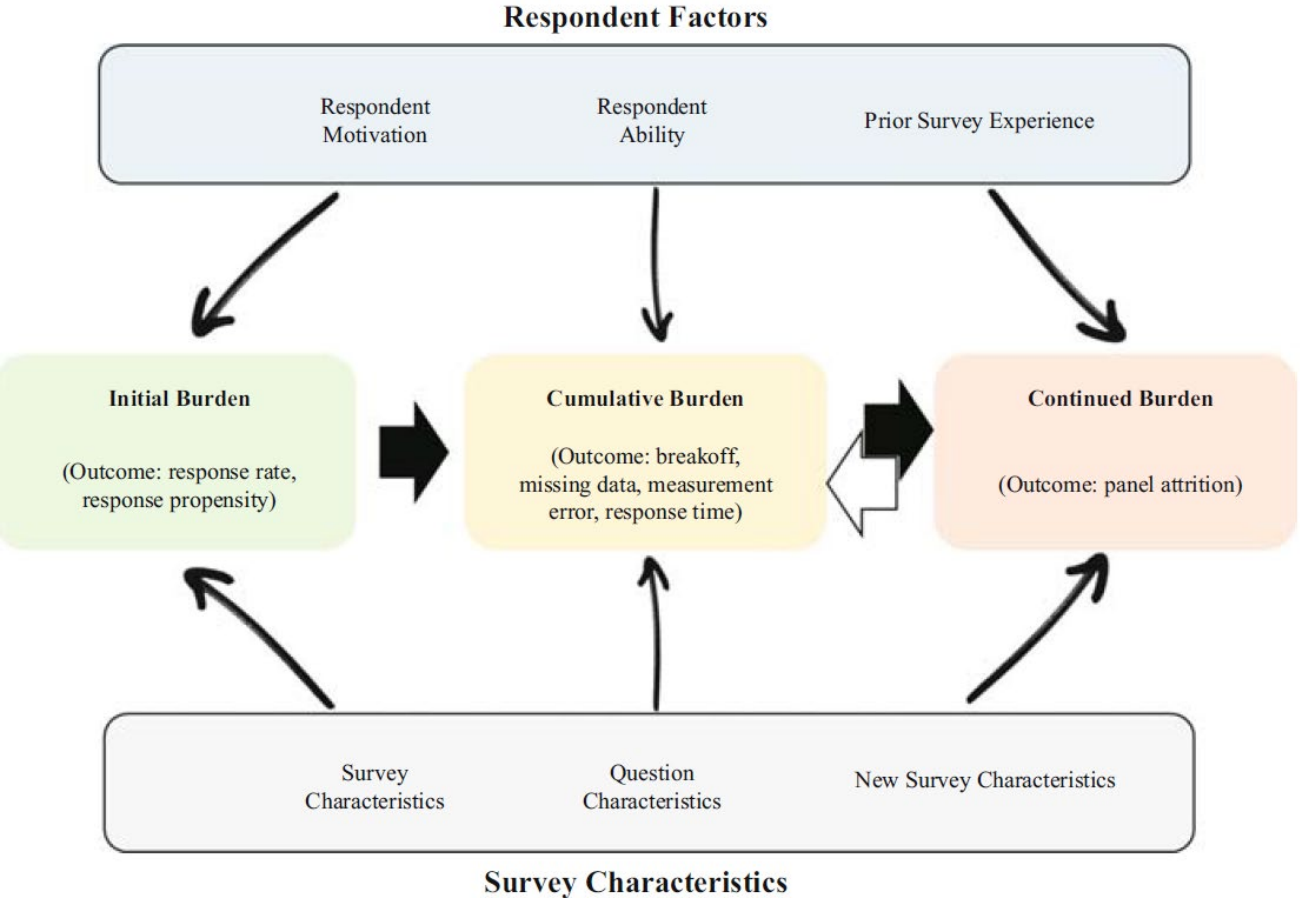 Respondent Factors
Respondent
Motivation
Respondent
Ability
Prior Survey Experience
Initial Burden
(Outcome: response rate,
response propensity)
Cumulative Burden
(Outcome: breakoff,
missing data, measurement
error, response time)
Continued Burden
(Outcome: panel attrition)
Survey
Characteristics
Question
Characteristics
New Survey Characteristics
Survey Characteristics